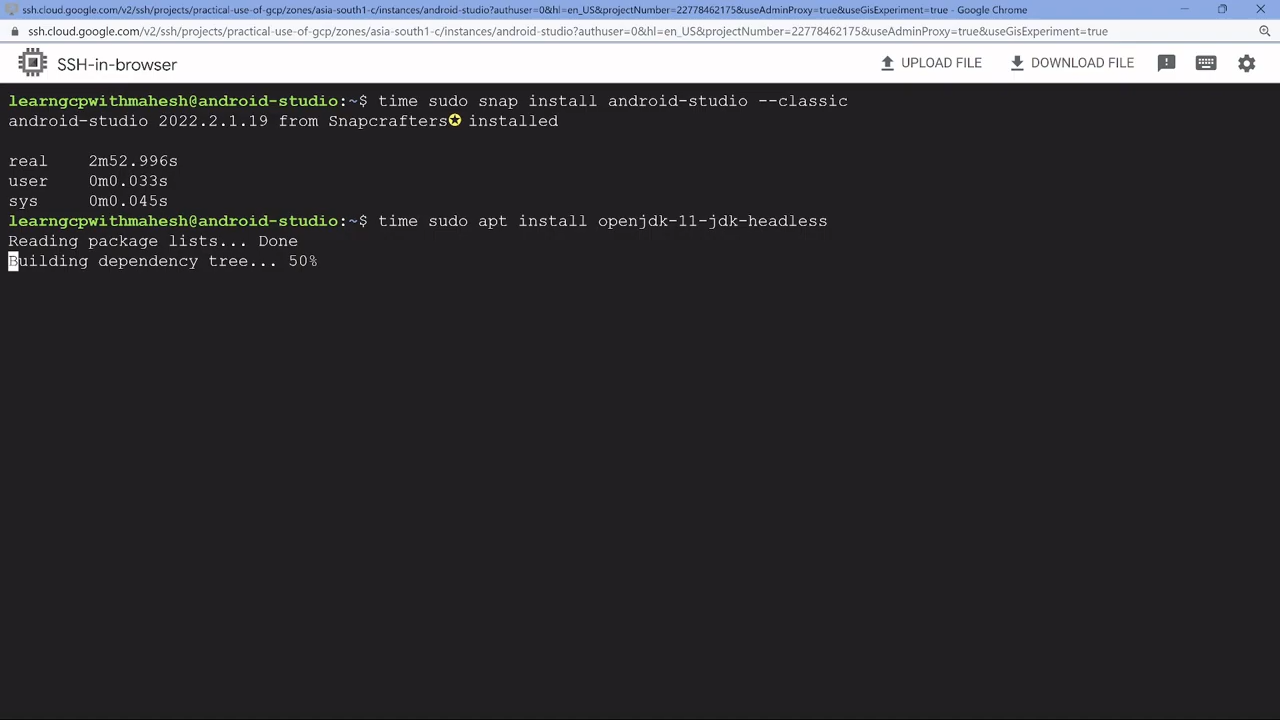 ssh.cloud.google.com/v2/ssh/projects/practical-use-of-gcp/zones/asia-south1-c/instances/android-studio?authuser=0&hl=en_US&projectNumber=22778462175&useAdminProxy=true&useGisExperiment=true - Google Chrome
ssh.cloud.google.com/v2/ssh/projects/practical-use-of-gcp/zones/asia-south1-c/instances/android-studio?authuser=0&hl=en_US&projectNumber=22778462175&useAdminProxy=true&useGisExperiment=true
SSH-in-browser UPLOAD FILE DOWNLOAD FILE
learngcpwithmahesh@android-studio:~$ time sudo snap install android-studio --classic
android-studio 2022.2.1.19 from Snapcrafters✪ installed
real 2m52.996s
user 0m0.033s
sys 0m0.045s
learngcpwithmahesh@android-studio:~$ time sudo apt install openjdk-11-jdk-headless
Reading package lists... Done
Building dependency tree... 50%